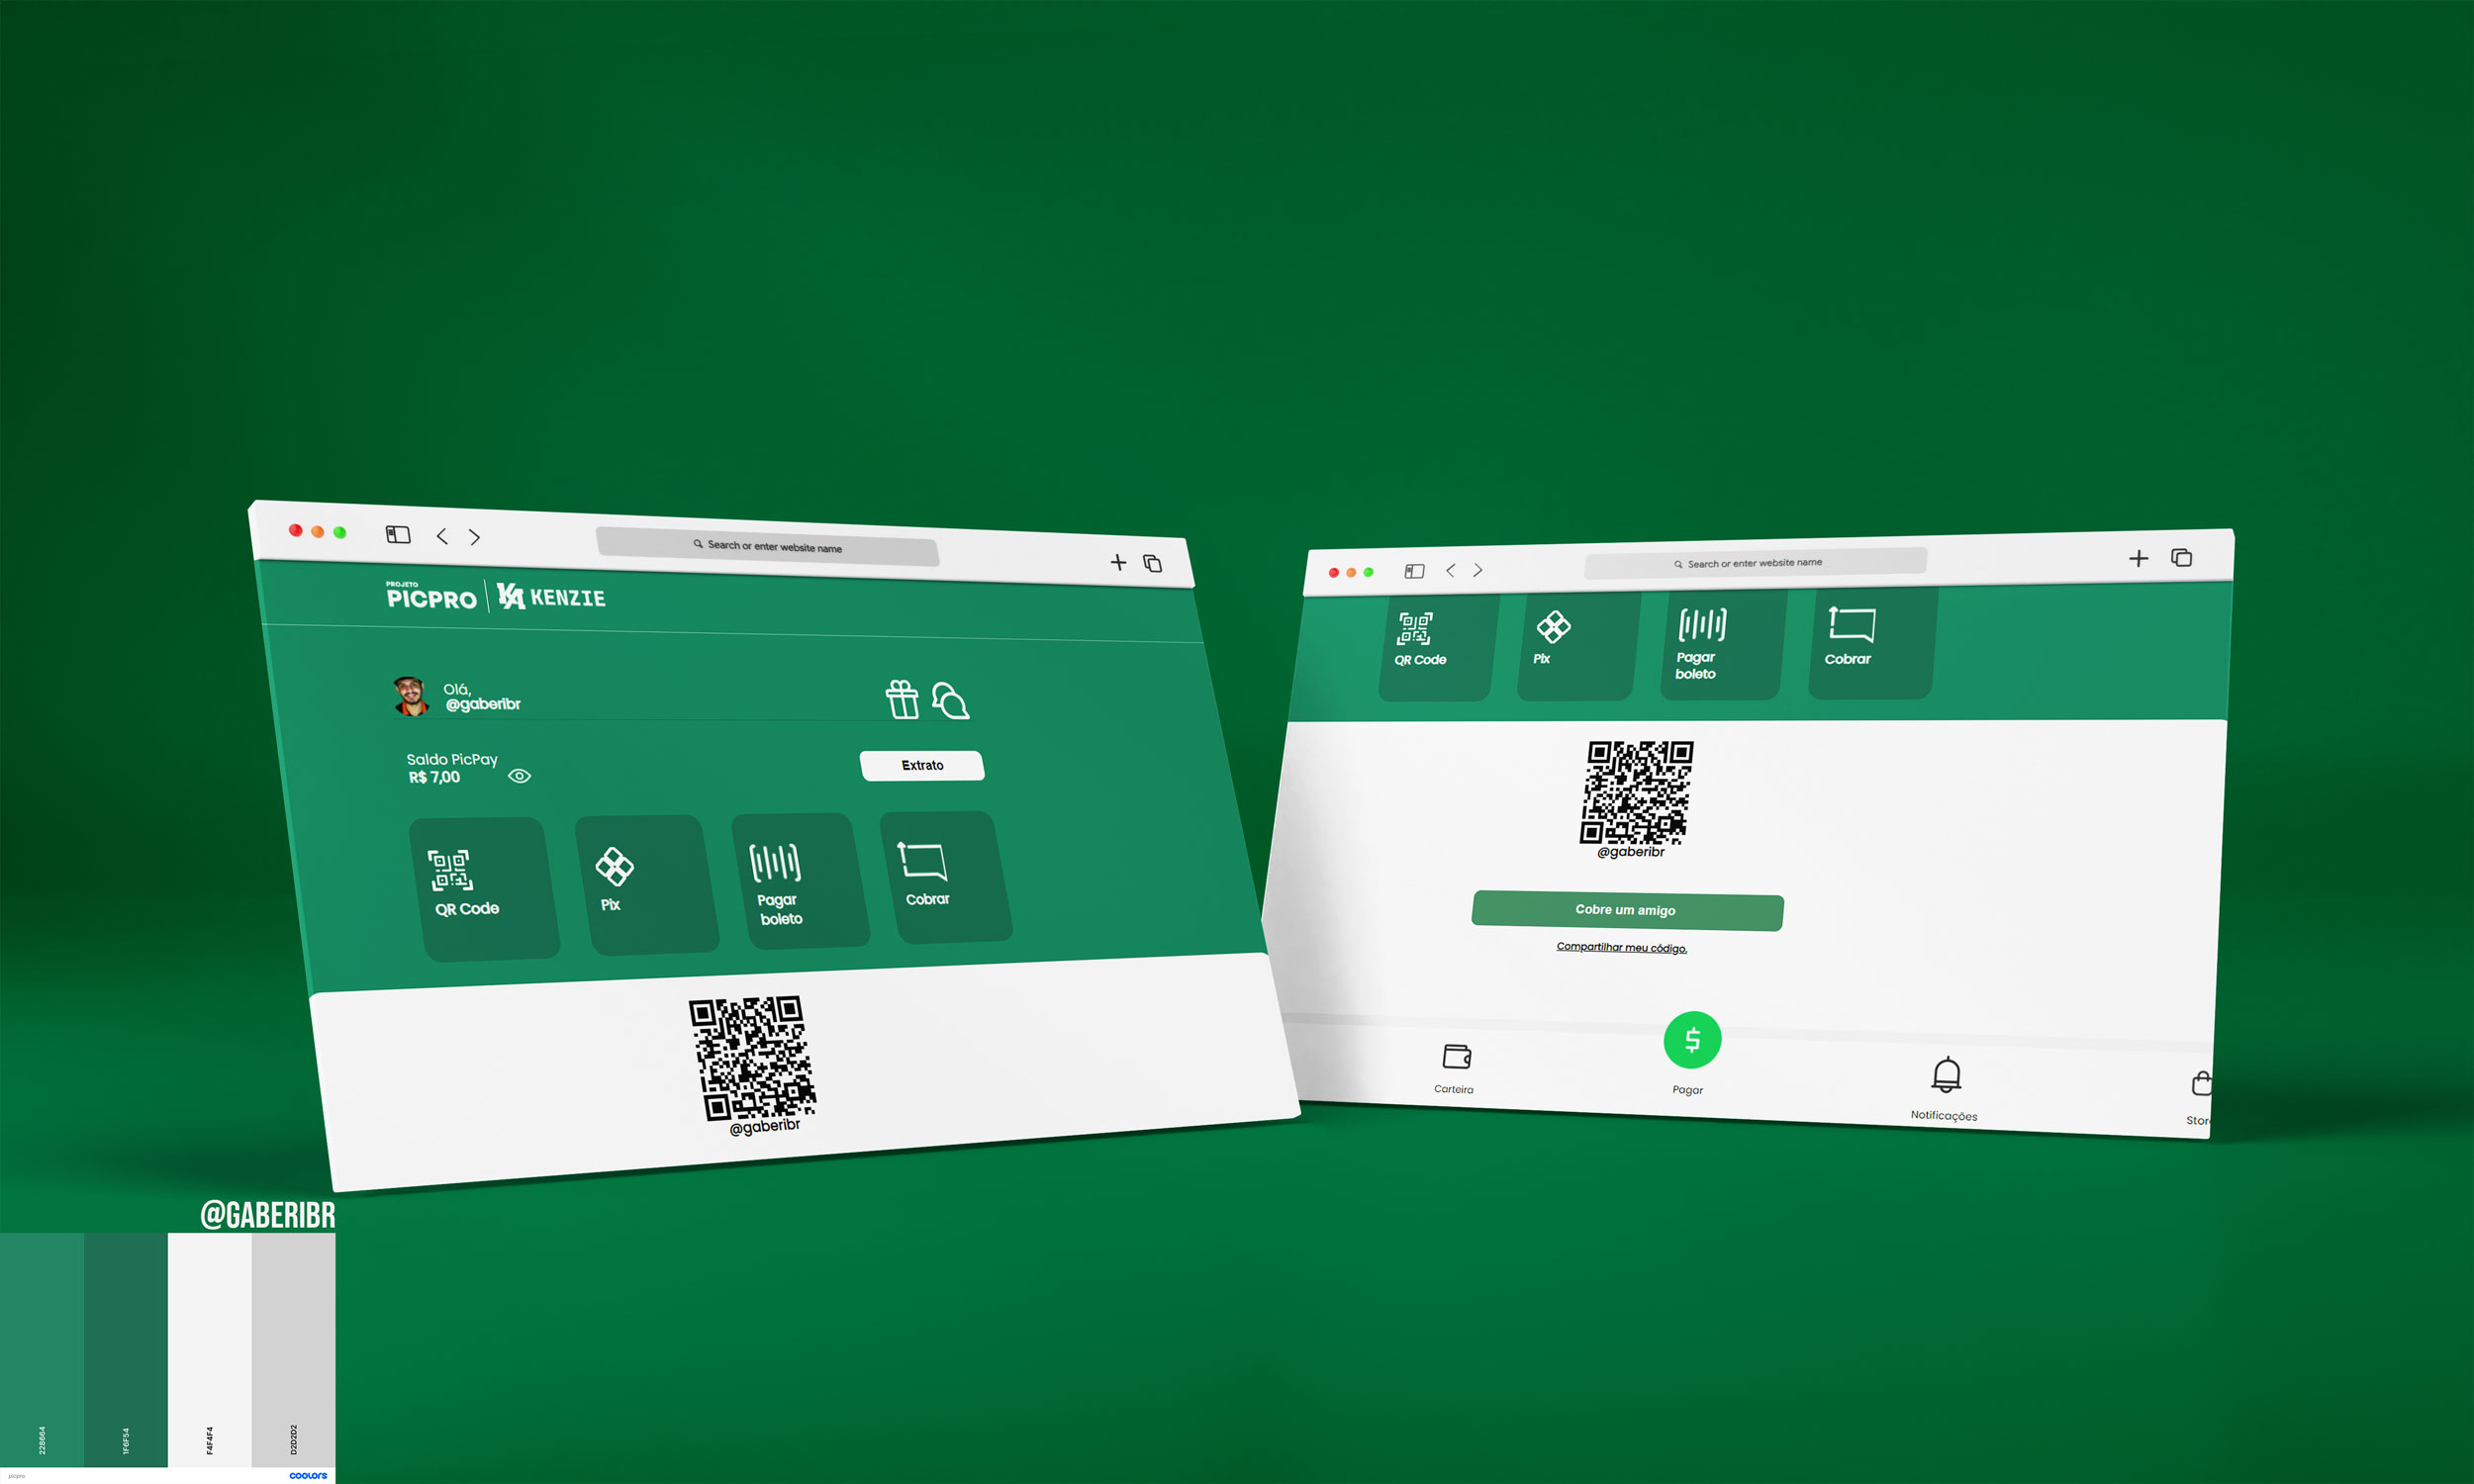 Search or enter website name
PROJETO
PICPRO
KENZIE
Olá,
@gaberibr
Saldo PicPay
R$ 7,00
Extrato
QR Code
Pix
Pagar
boleto
Cobrar
@gaberibr
Search or enter website name
QR Code
Pix
Pagar
boleto
Cobrar
@gaberibr
Cobre um amigo
Compartilhar meu código.
Carteira
Pagar
Notificações
Stor
@GABERIBR
228664
1F6F54
F4F4F4
D2D2D2
picpro
coolors